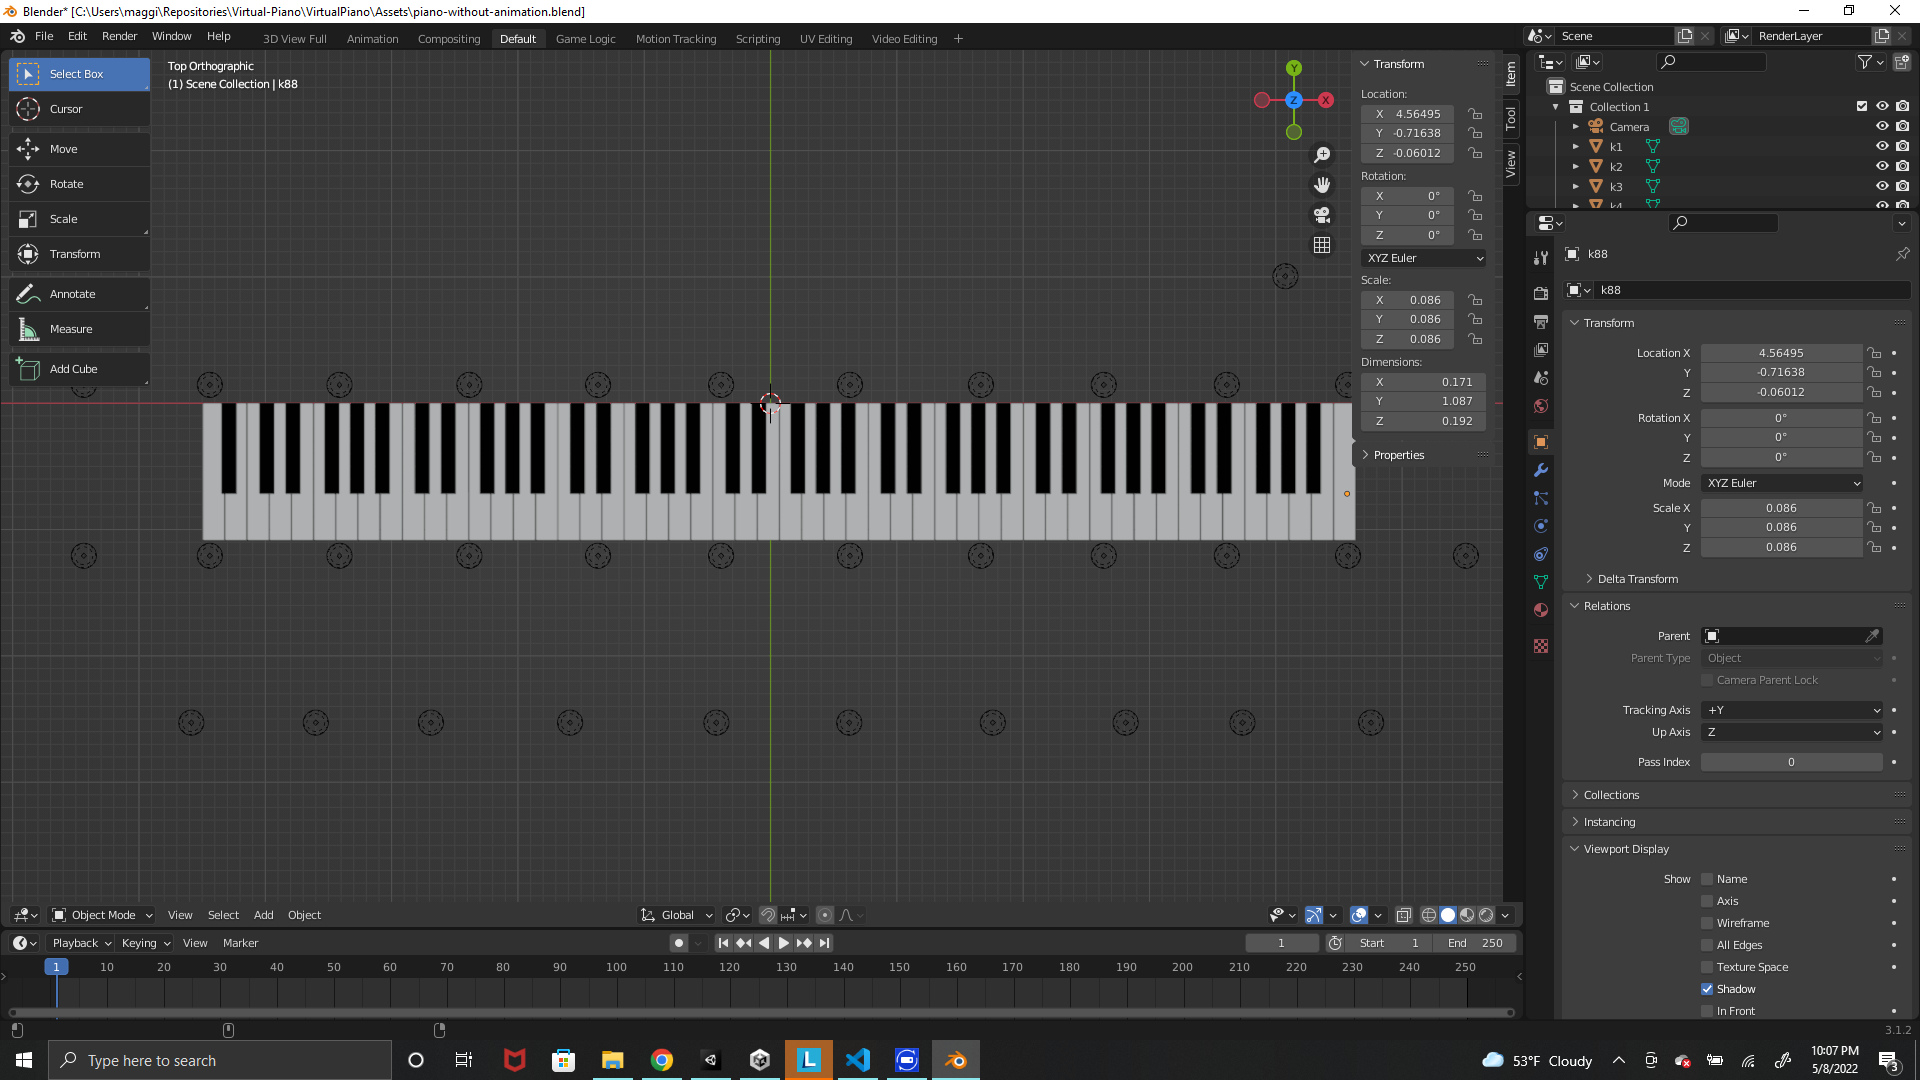 Blender* [C:\Users\maggi\Repositories\Virtual-Piano\VirtualPiano\Assets\piano-without-animation.blend]
File Edit Render Window Help 3D View Full Animation Compositing Default Game Logic Motion Tracking Scripting UV Editing Video Editing +
Scene RenderLayer
Select Box
Cursor
Move
Rotate
Scale
Transform
Annotate
Measure
Add Cube
Top Orthographic
(1) Scene Collection | k88
Y
Z X
Transform
Location:
X 4.56495
Y -0.71638
Z -0.06012
Rotation:
X 0°
Y 0°
Z 0°
XYZ Euler
Scale:
X 0.086
Y 0.086
Z 0.086
Dimensions:
X 0.171
Y 1.087
Z 0.192
Properties
Item
Tool
View
Scene Collection
Collection 1
Camera
k1
k2
k3
k4
k88
k88
Transform
Location X 4.56495
Y -0.71638
Z -0.06012
Rotation X 0°
Y 0°
Z 0°
Mode XYZ Euler
Scale X 0.086
Y 0.086
Z 0.086
Delta Transform
Relations
Parent
Parent Type Object
Camera Parent Lock
Tracking Axis +Y
Up Axis Z
Pass Index 0
Collections
Instancing
Viewport Display
Show Name
Axis
Wireframe
All Edges
Texture Space
Shadow
In Front
Object Mode View Select Add Object Global
Playback Keying View Marker 1 Start 1 End 250
1 10 20 30 40 50 60 70 80 90 100 110 120 130 140 150 160 170 180 190 200 210 220 230 240 250
3.1.2
Type here to search L 53°F Cloudy
10:07 PM
5/8/2022
3